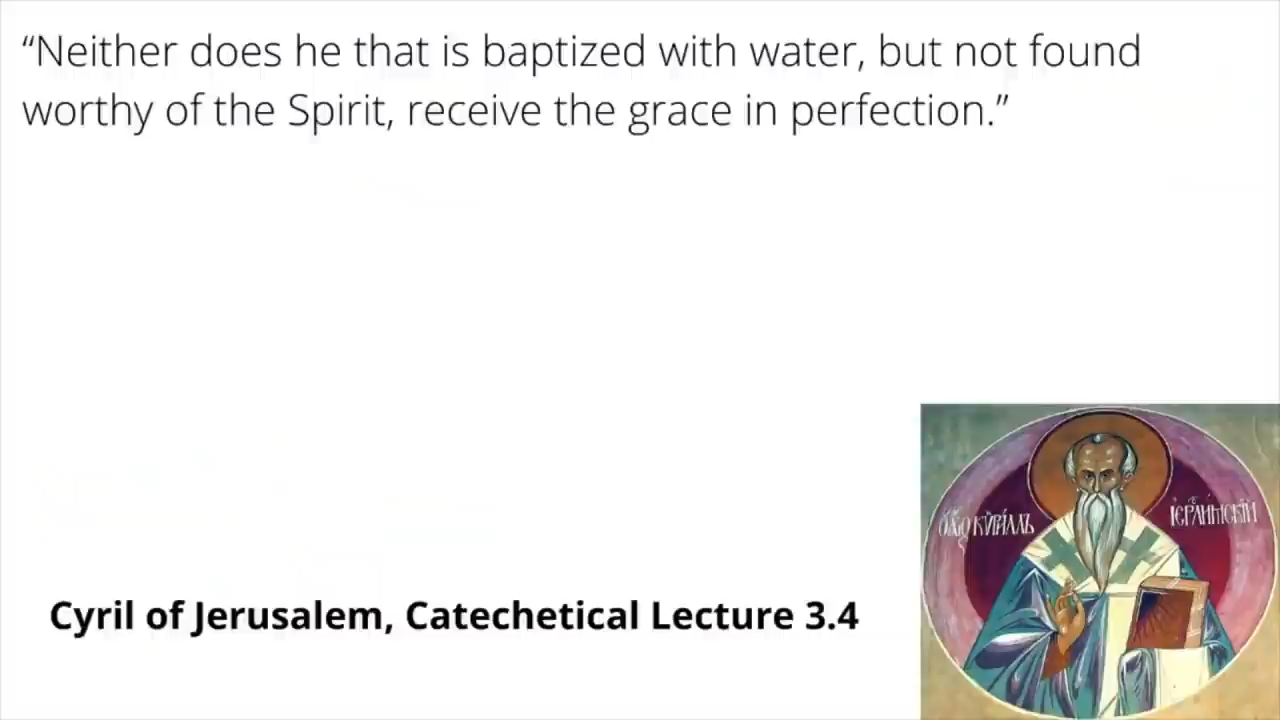 “Neither does he that is baptized with water, but not found
worthy of the Spirit, receive the grace in perfection.”
Cyril of Jerusalem, Catechetical Lecture 3.4